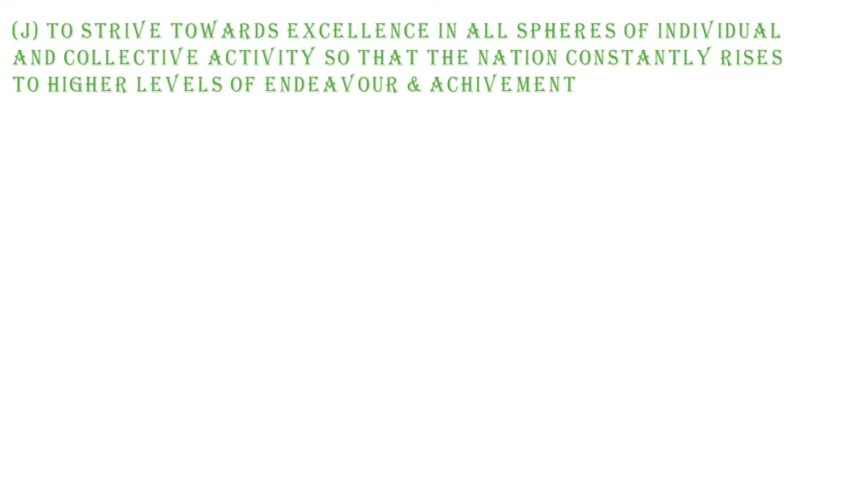 (J) TO STRIVE TOWARDS EXCELLENCE IN ALL SPHERES OF INDIVIDUAL
AND COLLECTIVE ACTIVITY SO THAT THE NATION CONSTANTLY RISES
TO HIGHER LEVELS OF ENDEAVOUR & ACHIVEMENT